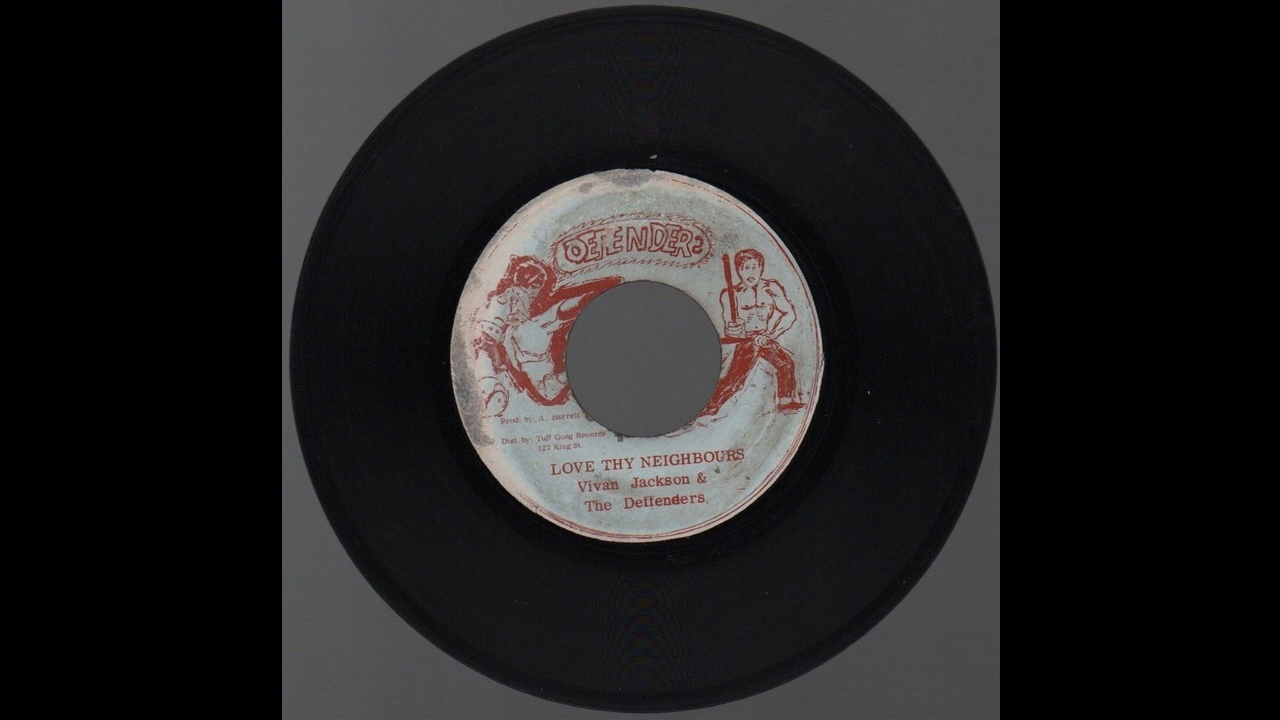 DEFENDERS
Prod. by: A. Barrett
Dist. by: Tuff Gong Records
127 King St.
LOVE THY NEIGHBOURS
Vivan Jackson &
The Deffenders.